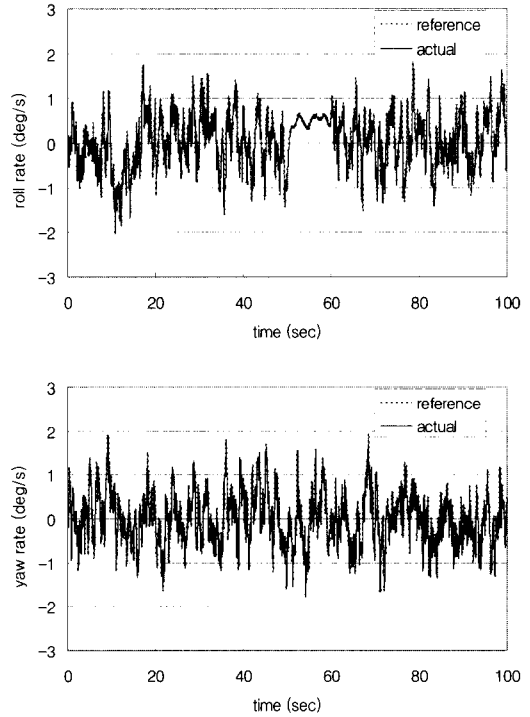 3
reference
2
actual
1
0
-1
-2
-3
roll rate (deg/s)
0 20 40 60 80 100
time (sec)
3
reference
2
actual
1
0
-1
-2
-3
yaw rate (deg/s)
0 20 40 60 80 100
time (sec)